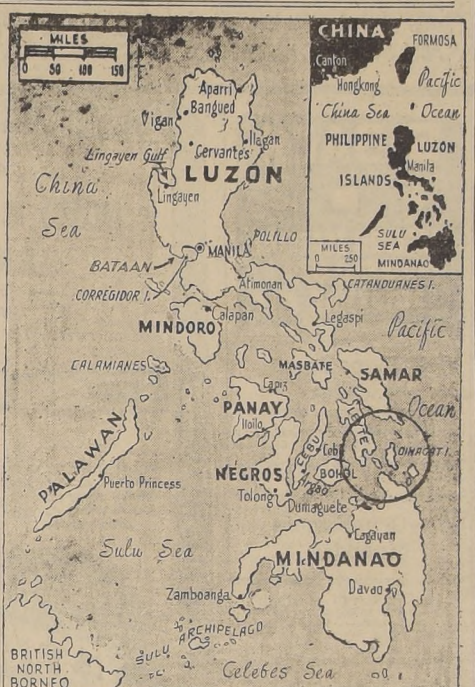 MILES
0 50 100 150
CHINA
FORMOSA
Canton
Hongkong
Pacific
Ocean
China Sea
PHILIPPINE
ISLANDS
LUZON
Manila
SULU
SEA
MILES
0 250
MINDANAO
Aparri
Bangued
Vigan
Ilagan
Cervantes
Lingayen Gulf
LUZON
Lingayen
China
Sea
MANILA
POLILLO
BATAAN
CORREGIDOR I.
Atimonan
CATANDUANES I.
Calapan
Legaspi
MINDORO
Pacific
Ocean
CALAMIANES
MASBATE
SAMAR
Capiz
PANAY
Iloilo
LEYTE
DINAGAT I.
CEBU
Cebu
PALAWAN
NEGROS
BOHOL
Argao
Puerto Princess
Tolong
Dumaguete
Cagayan
Sulu Sea
MINDANAO
Davao
Zamboanga
SULU ARCHIPELAGO
BRITISH
NORTH
BORNEO
Celebes Sea